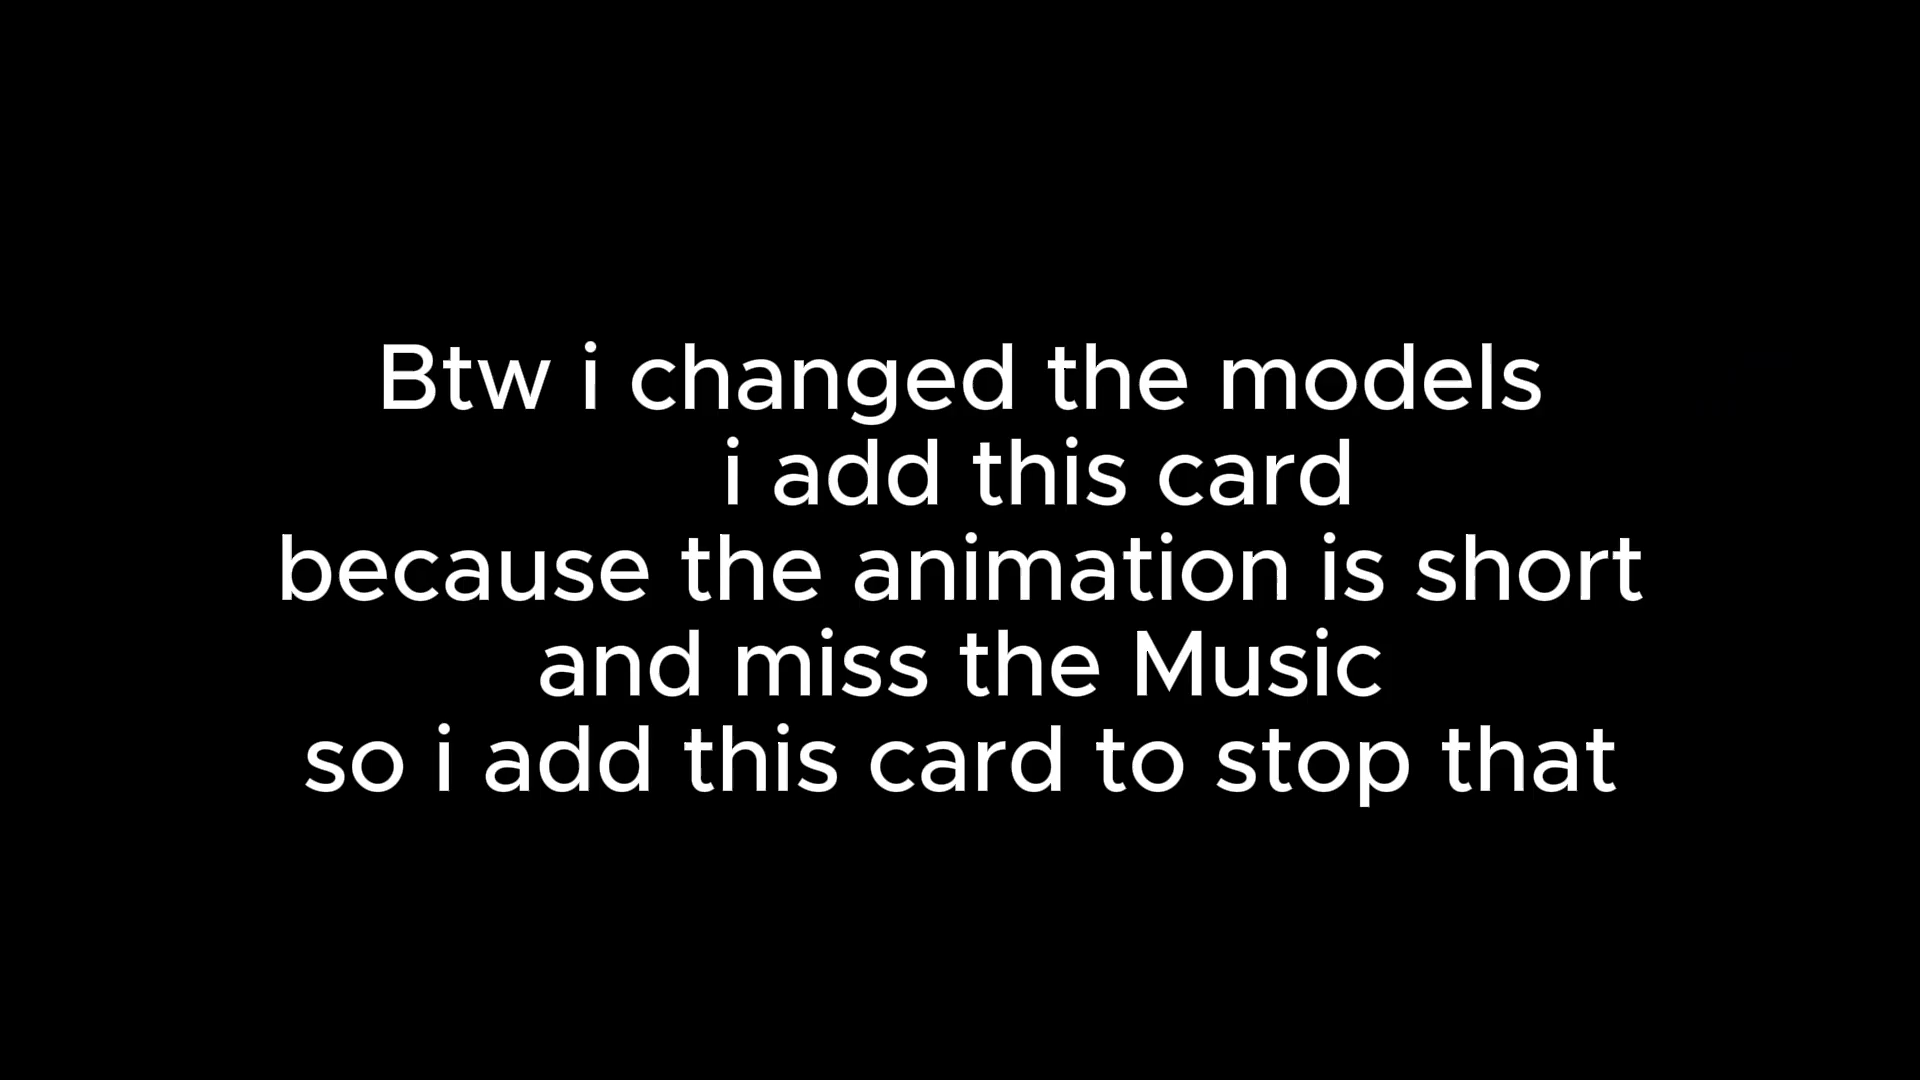 Btw i changed the models
i add this card
because the animation is short
and miss the Music
so i add this card to stop that